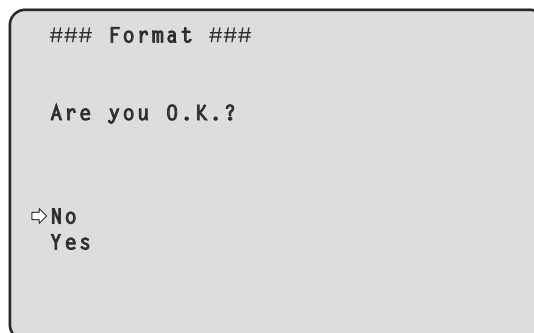 ### Format ###
Are you O.K.?
⇨No
Yes